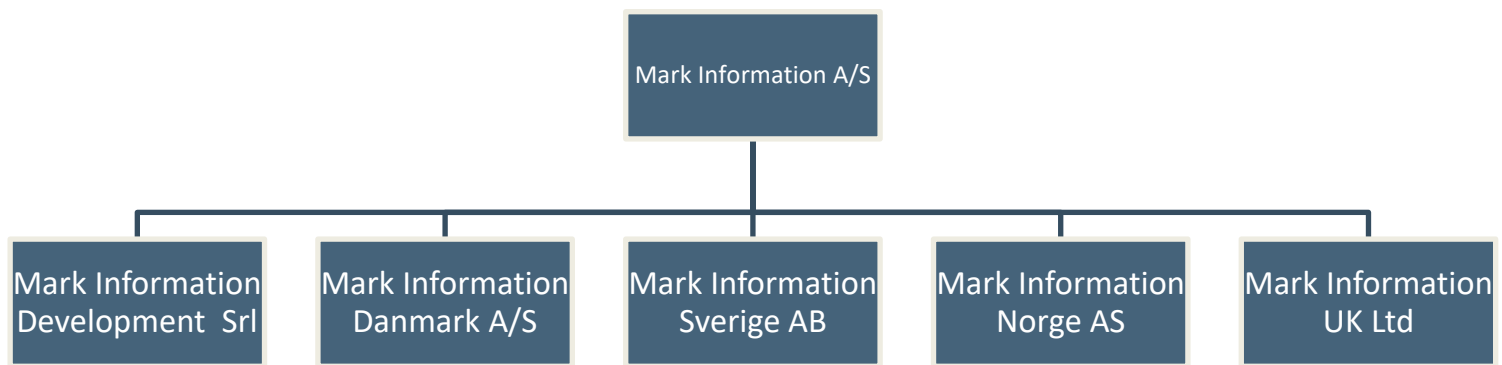 Mark Information A/S
Mark Information
Development Srl
Mark Information
Danmark A/S
Mark Information
Sverige AB
Mark Information
Norge AS
Mark Information
UK Ltd